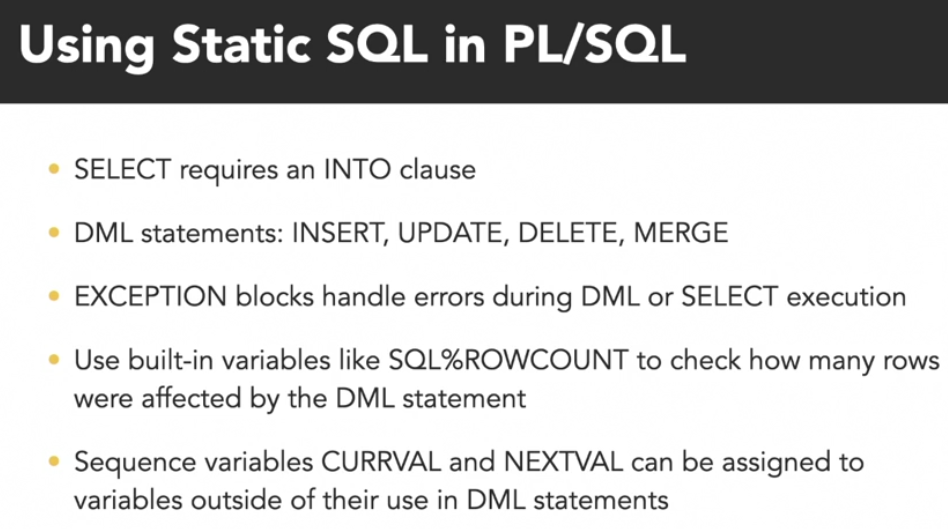 Using Static SQL in PL/SQL
• SELECT requires an INTO clause
• DML statements: INSERT, UPDATE, DELETE, MERGE
• EXCEPTION blocks handle errors during DML or SELECT execution
• Use built-in variables like SQL%ROWCOUNT to check how many rows
were affected by the DML statement
• Sequence variables CURRVAL and NEXTVAL can be assigned to
variables outside of their use in DML statements